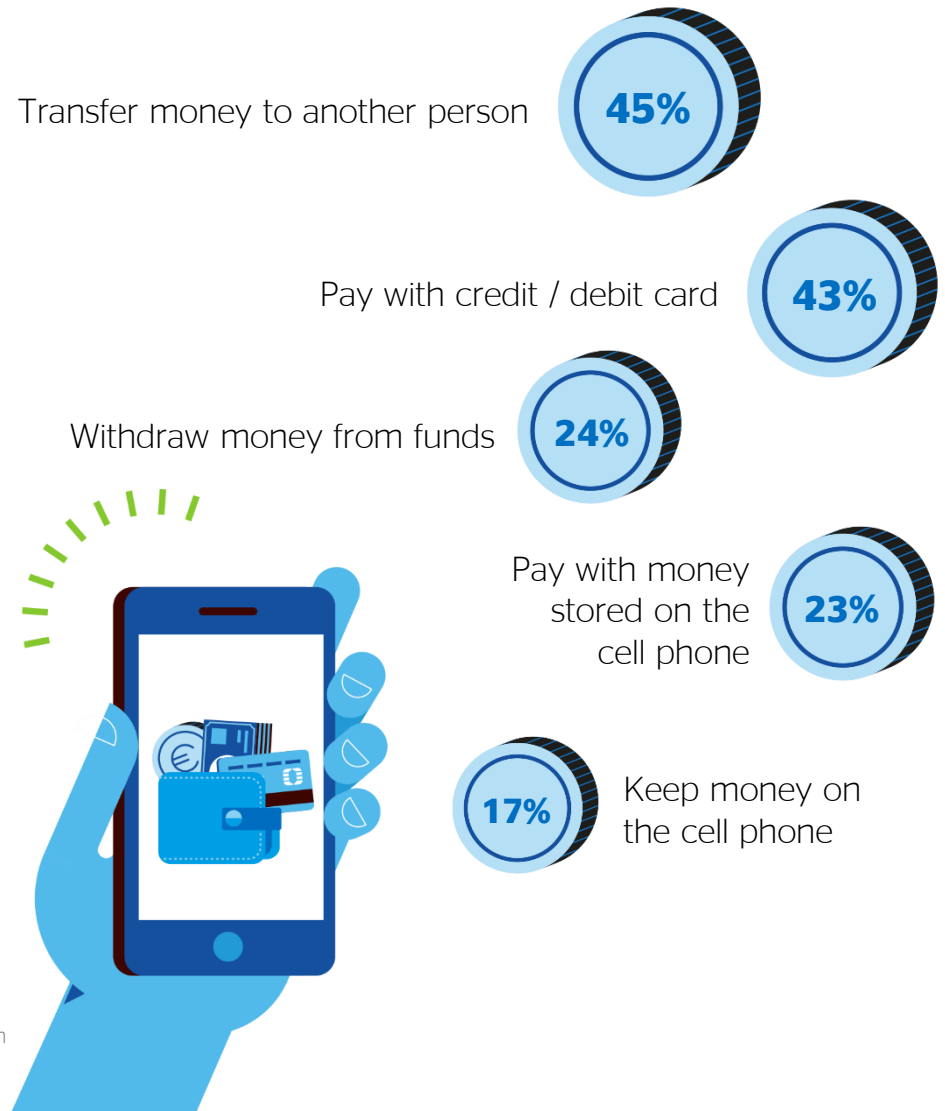 Transfer money to another person
45%
Pay with credit / debit card
43%
Withdraw money from funds
24%
Pay with money
stored on the
cell phone
23%
17%
Keep money on
the cell phone
€